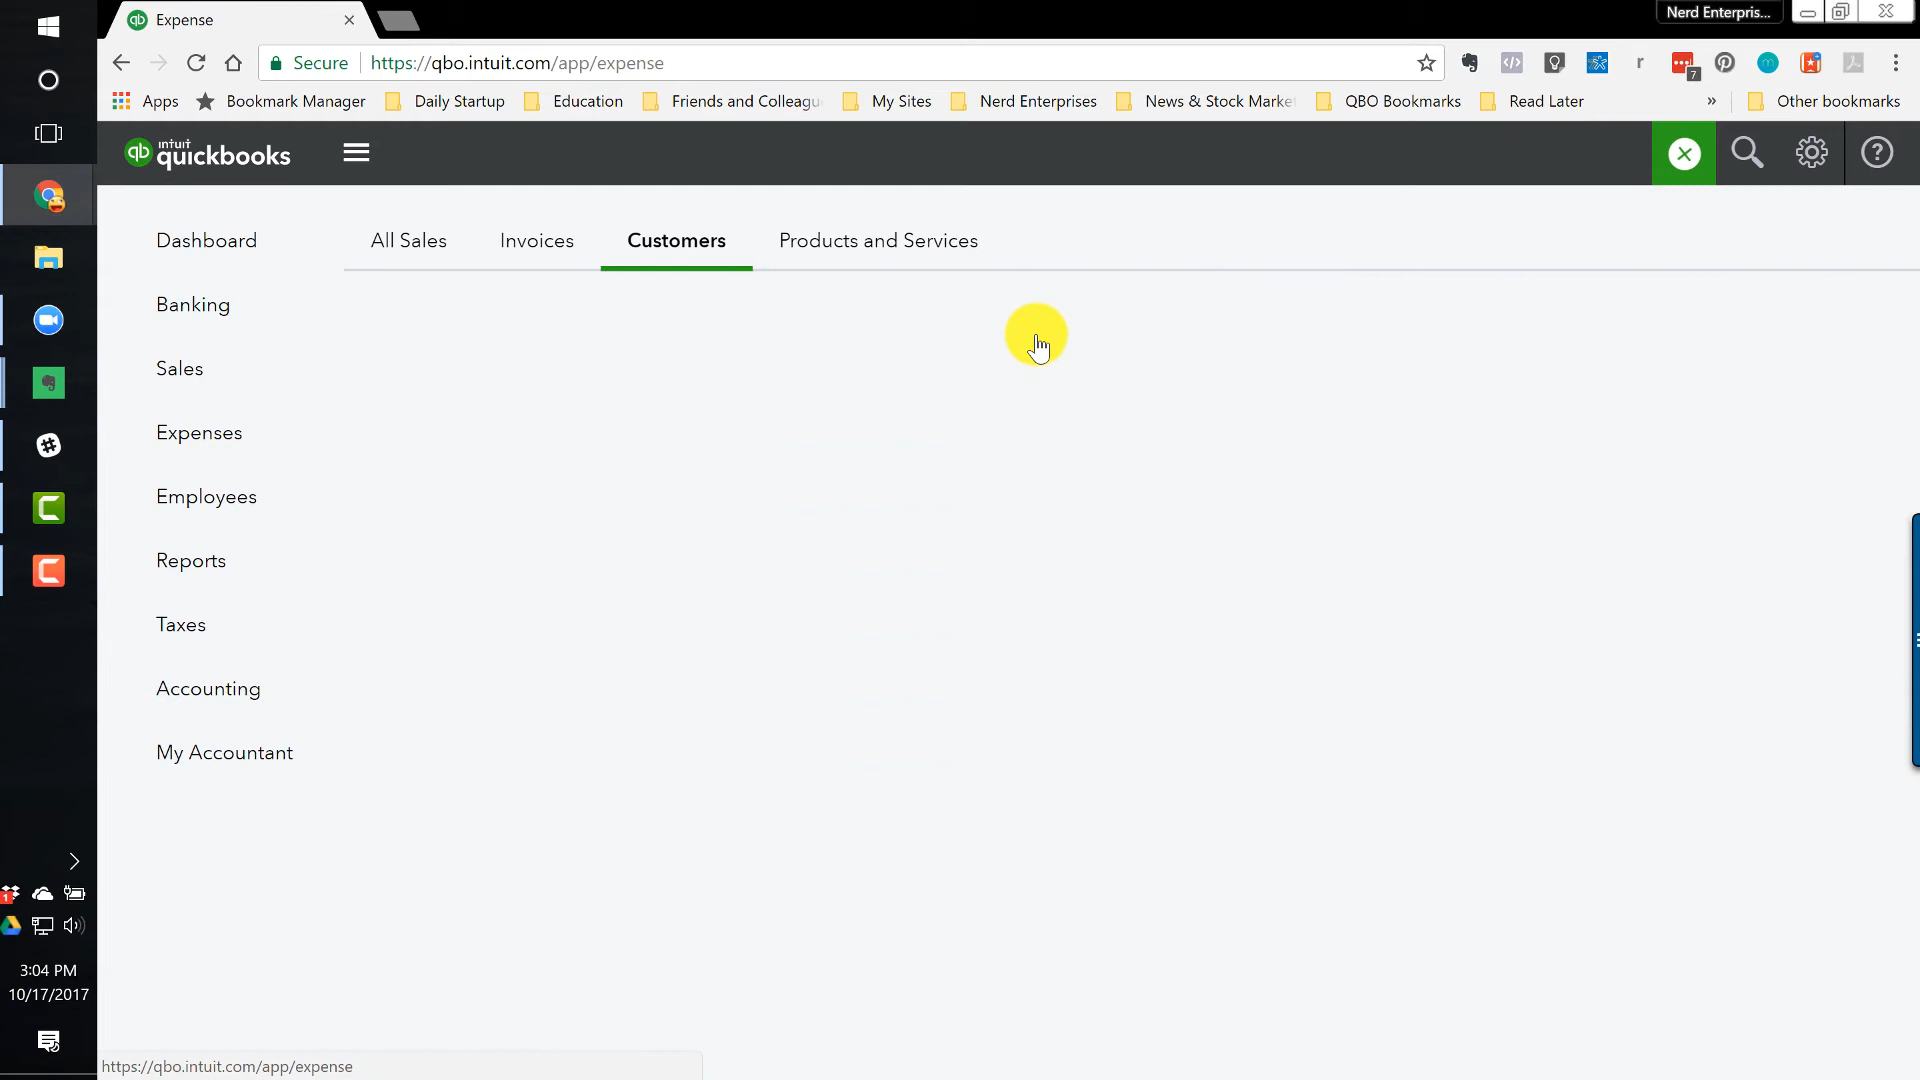 Expense
Nerd Enterpris...
Secure https://qbo.intuit.com/app/expense
7
Apps Bookmark Manager Daily Startup Education Friends and Colleagu My Sites Nerd Enterprises News & Stock Market QBO Bookmarks Read Later » Other bookmarks
qb intuit quickbooks
Dashboard
All Sales Invoices Customers Products and Services
Banking
Sales
Expenses
Employees
Reports
Taxes
Accounting
My Accountant
1
3:04 PM
10/17/2017
https://qbo.intuit.com/app/expense